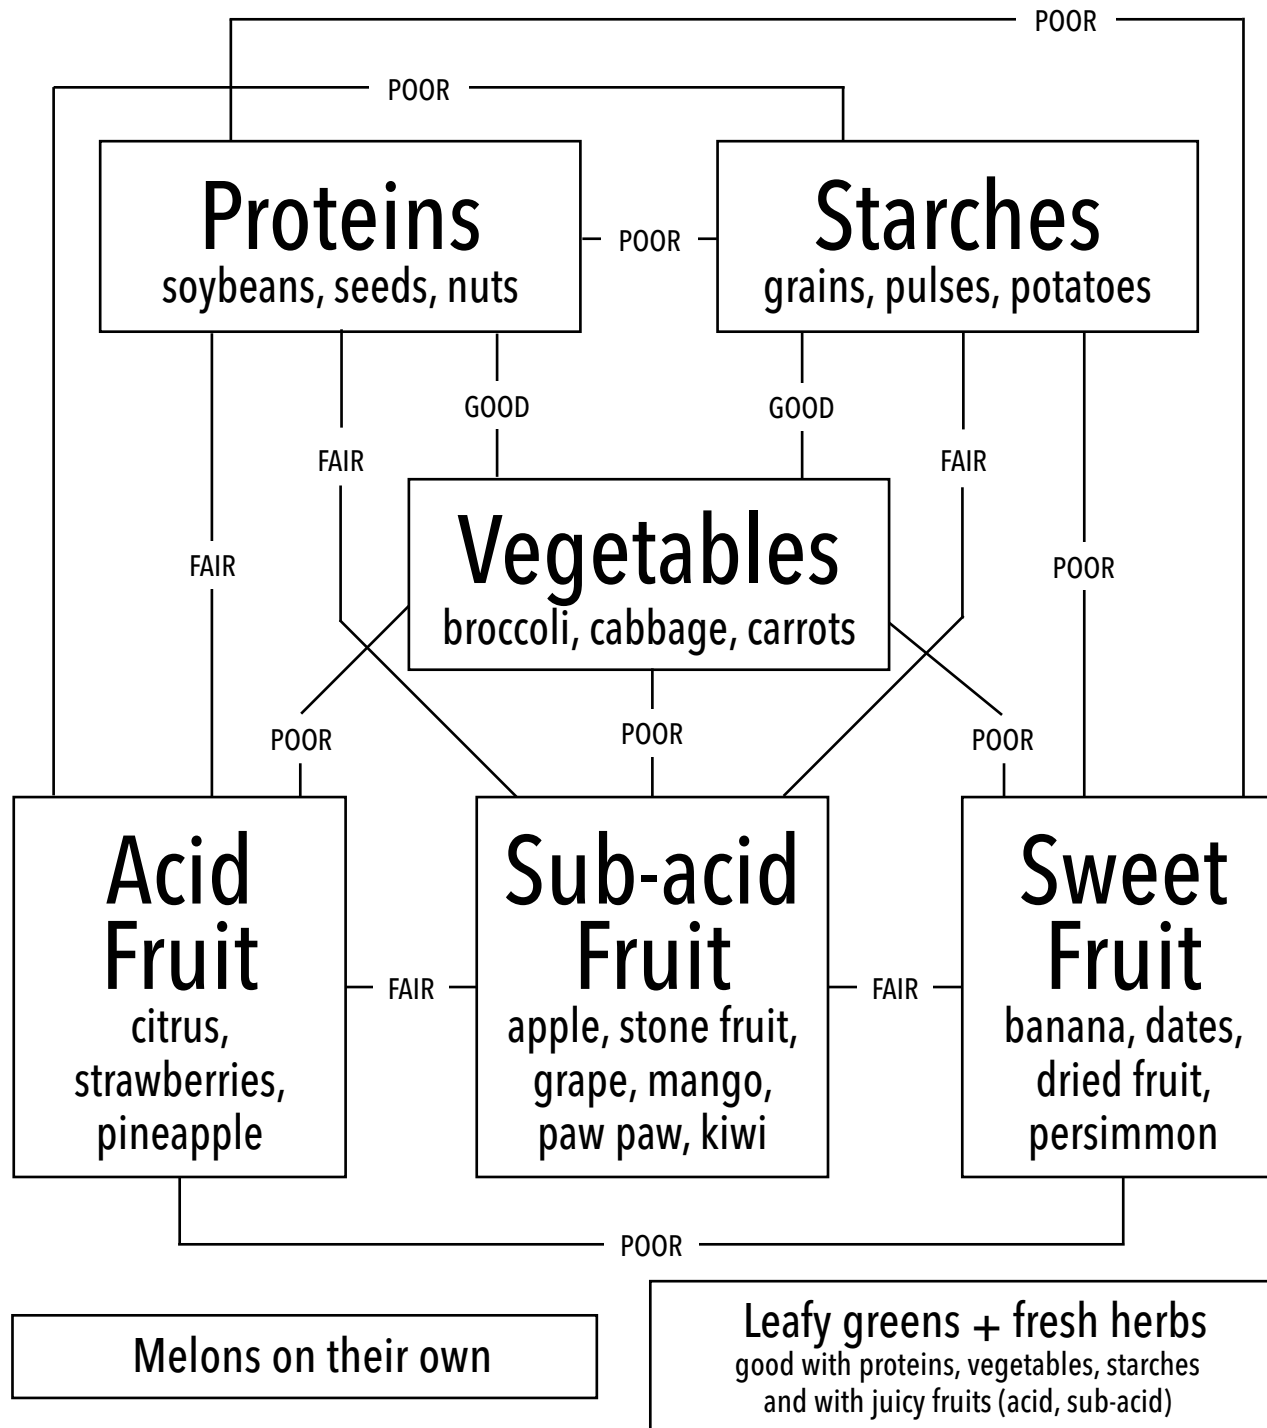 POOR
POOR
Proteins
soybeans, seeds, nuts
POOR
Starches
grains, pulses, potatoes
GOOD
GOOD
FAIR
FAIR
Vegetables
broccoli, cabbage, carrots
FAIR
POOR
POOR
POOR
POOR
Acid
Fruit
citrus,
strawberries,
pineapple
FAIR
Sub-acid
Fruit
apple, stone fruit,
grape, mango,
paw paw, kiwi
FAIR
Sweet
Fruit
banana, dates,
dried fruit,
persimmon
POOR
Melons on their own
Leafy greens + fresh herbs
good with proteins, vegetables, starches
and with juicy fruits (acid, sub-acid)